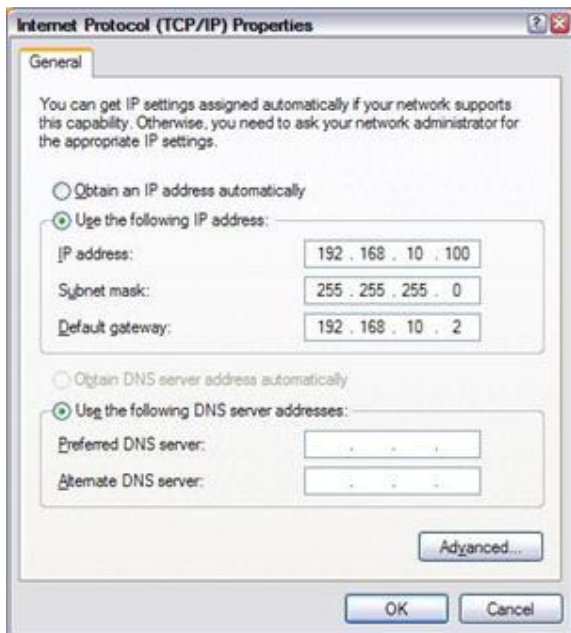 Internet Protocol (TCP/IP) Properties
General
You can get IP settings assigned automatically if your network supports
this capability. Otherwise, you need to ask your network administrator for
the appropriate IP settings.
Obtain an IP address automatically
Use the following IP address:
IP address: 192 . 168 . 10 . 100
Subnet mask: 255 . 255 . 255 . 0
Default gateway: 192 . 168 . 10 . 2
Obtain DNS server address automatically
Use the following DNS server addresses:
Preferred DNS server: . . .
Alternate DNS server: . . .
Advanced...
OK Cancel